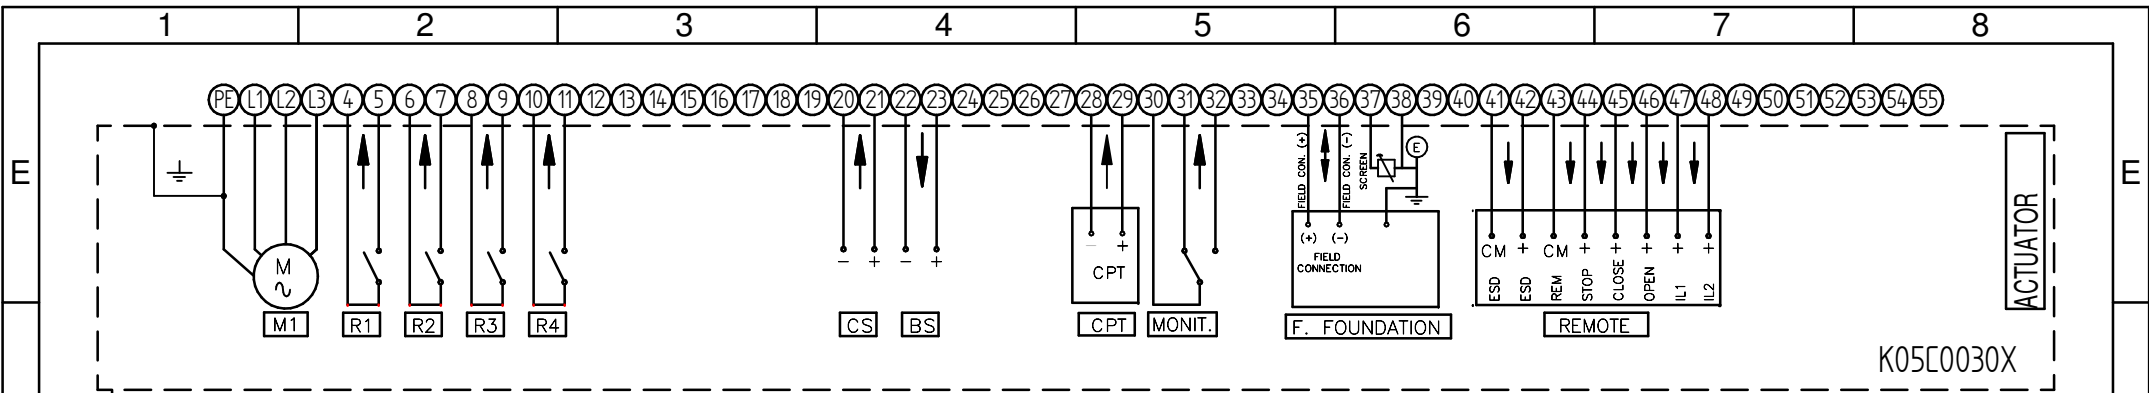 1 2 3 4 5 6 7 8
PE L1 L2 L3 4 5 6 7 8 9 10 11 12 13 14 15 16 17 18 19 20 21 22 23 24 25 26 27 28 29 30 31 32 33 34 35 36 37 38 39 40 41 42 43 44 45 46 47 48 49 50 51 52 53 54 55
E E
FIELD CON. (+)
FIELD CON. (-)
SCREEN
E
ACTUATOR
M
- + - +
- +
CPT
(+) (-)
FIELD
CONNECTION
CM + CM + + + + +
ESD ESD REM STOP CLOSE OPEN IL1 IL2
M1 R1 R2 R3 R4 CS BS CPT MONIT. F. FOUNDATION REMOTE
K05C0030X